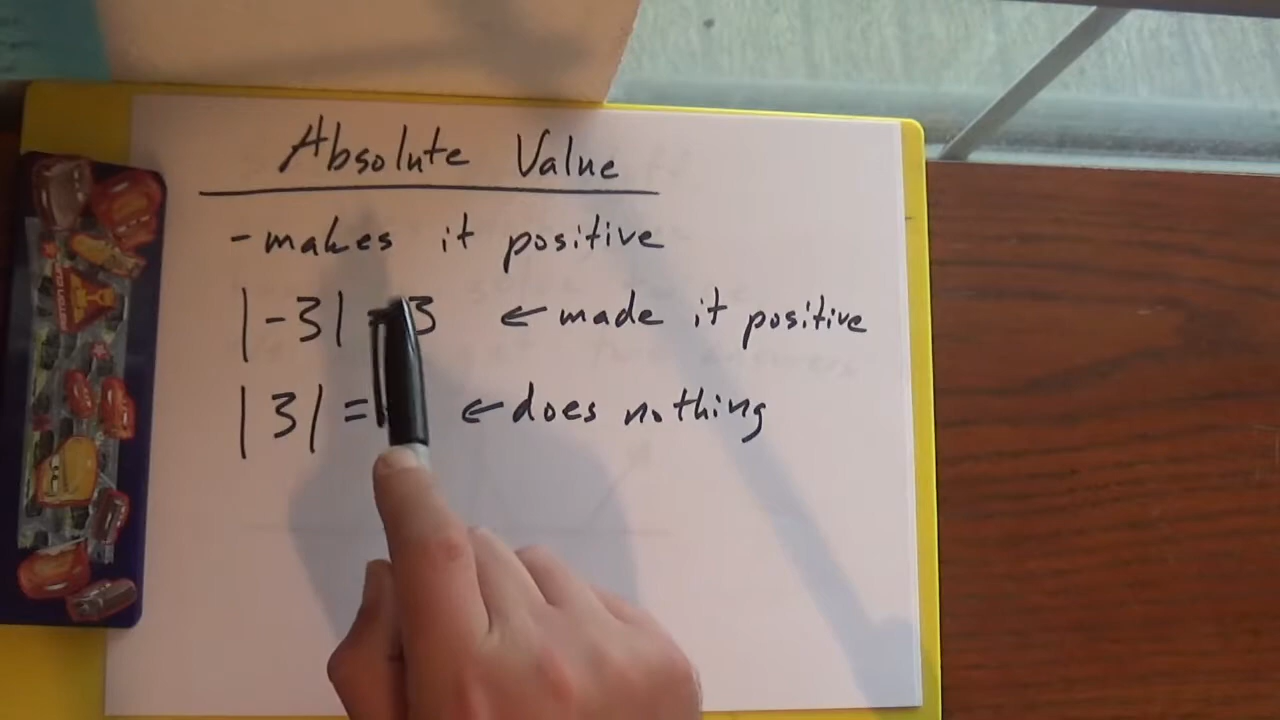 Absolute Value
- makes it positive
|-3| = 3 ← made it positive
|3| = ← does nothing